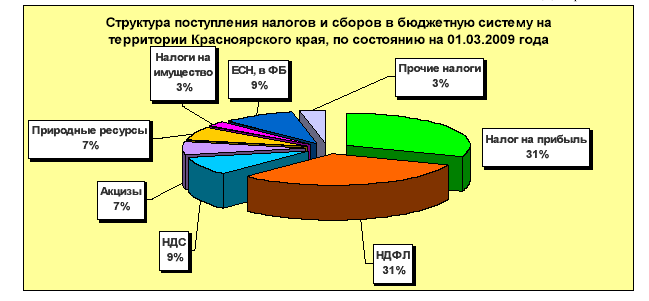 Структура поступления налогов и сборов в бюджетную систему на
территории Красноярского края, по состоянию на 01.03.2009 года
Налоги на
имущество
3%
ЕСН, в ФБ
9%
Прочие налоги
3%
Природные ресурсы
7%
Налог на прибыль
31%
Акцизы
7%
НДС
9%
НДФЛ
31%